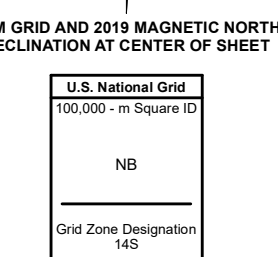 M GRID AND 2019 MAGNETIC NORTH
ECLINATION AT CENTER OF SHEET
U.S. National Grid
100,000 - m Square ID
NB
Grid Zone Designation
14S